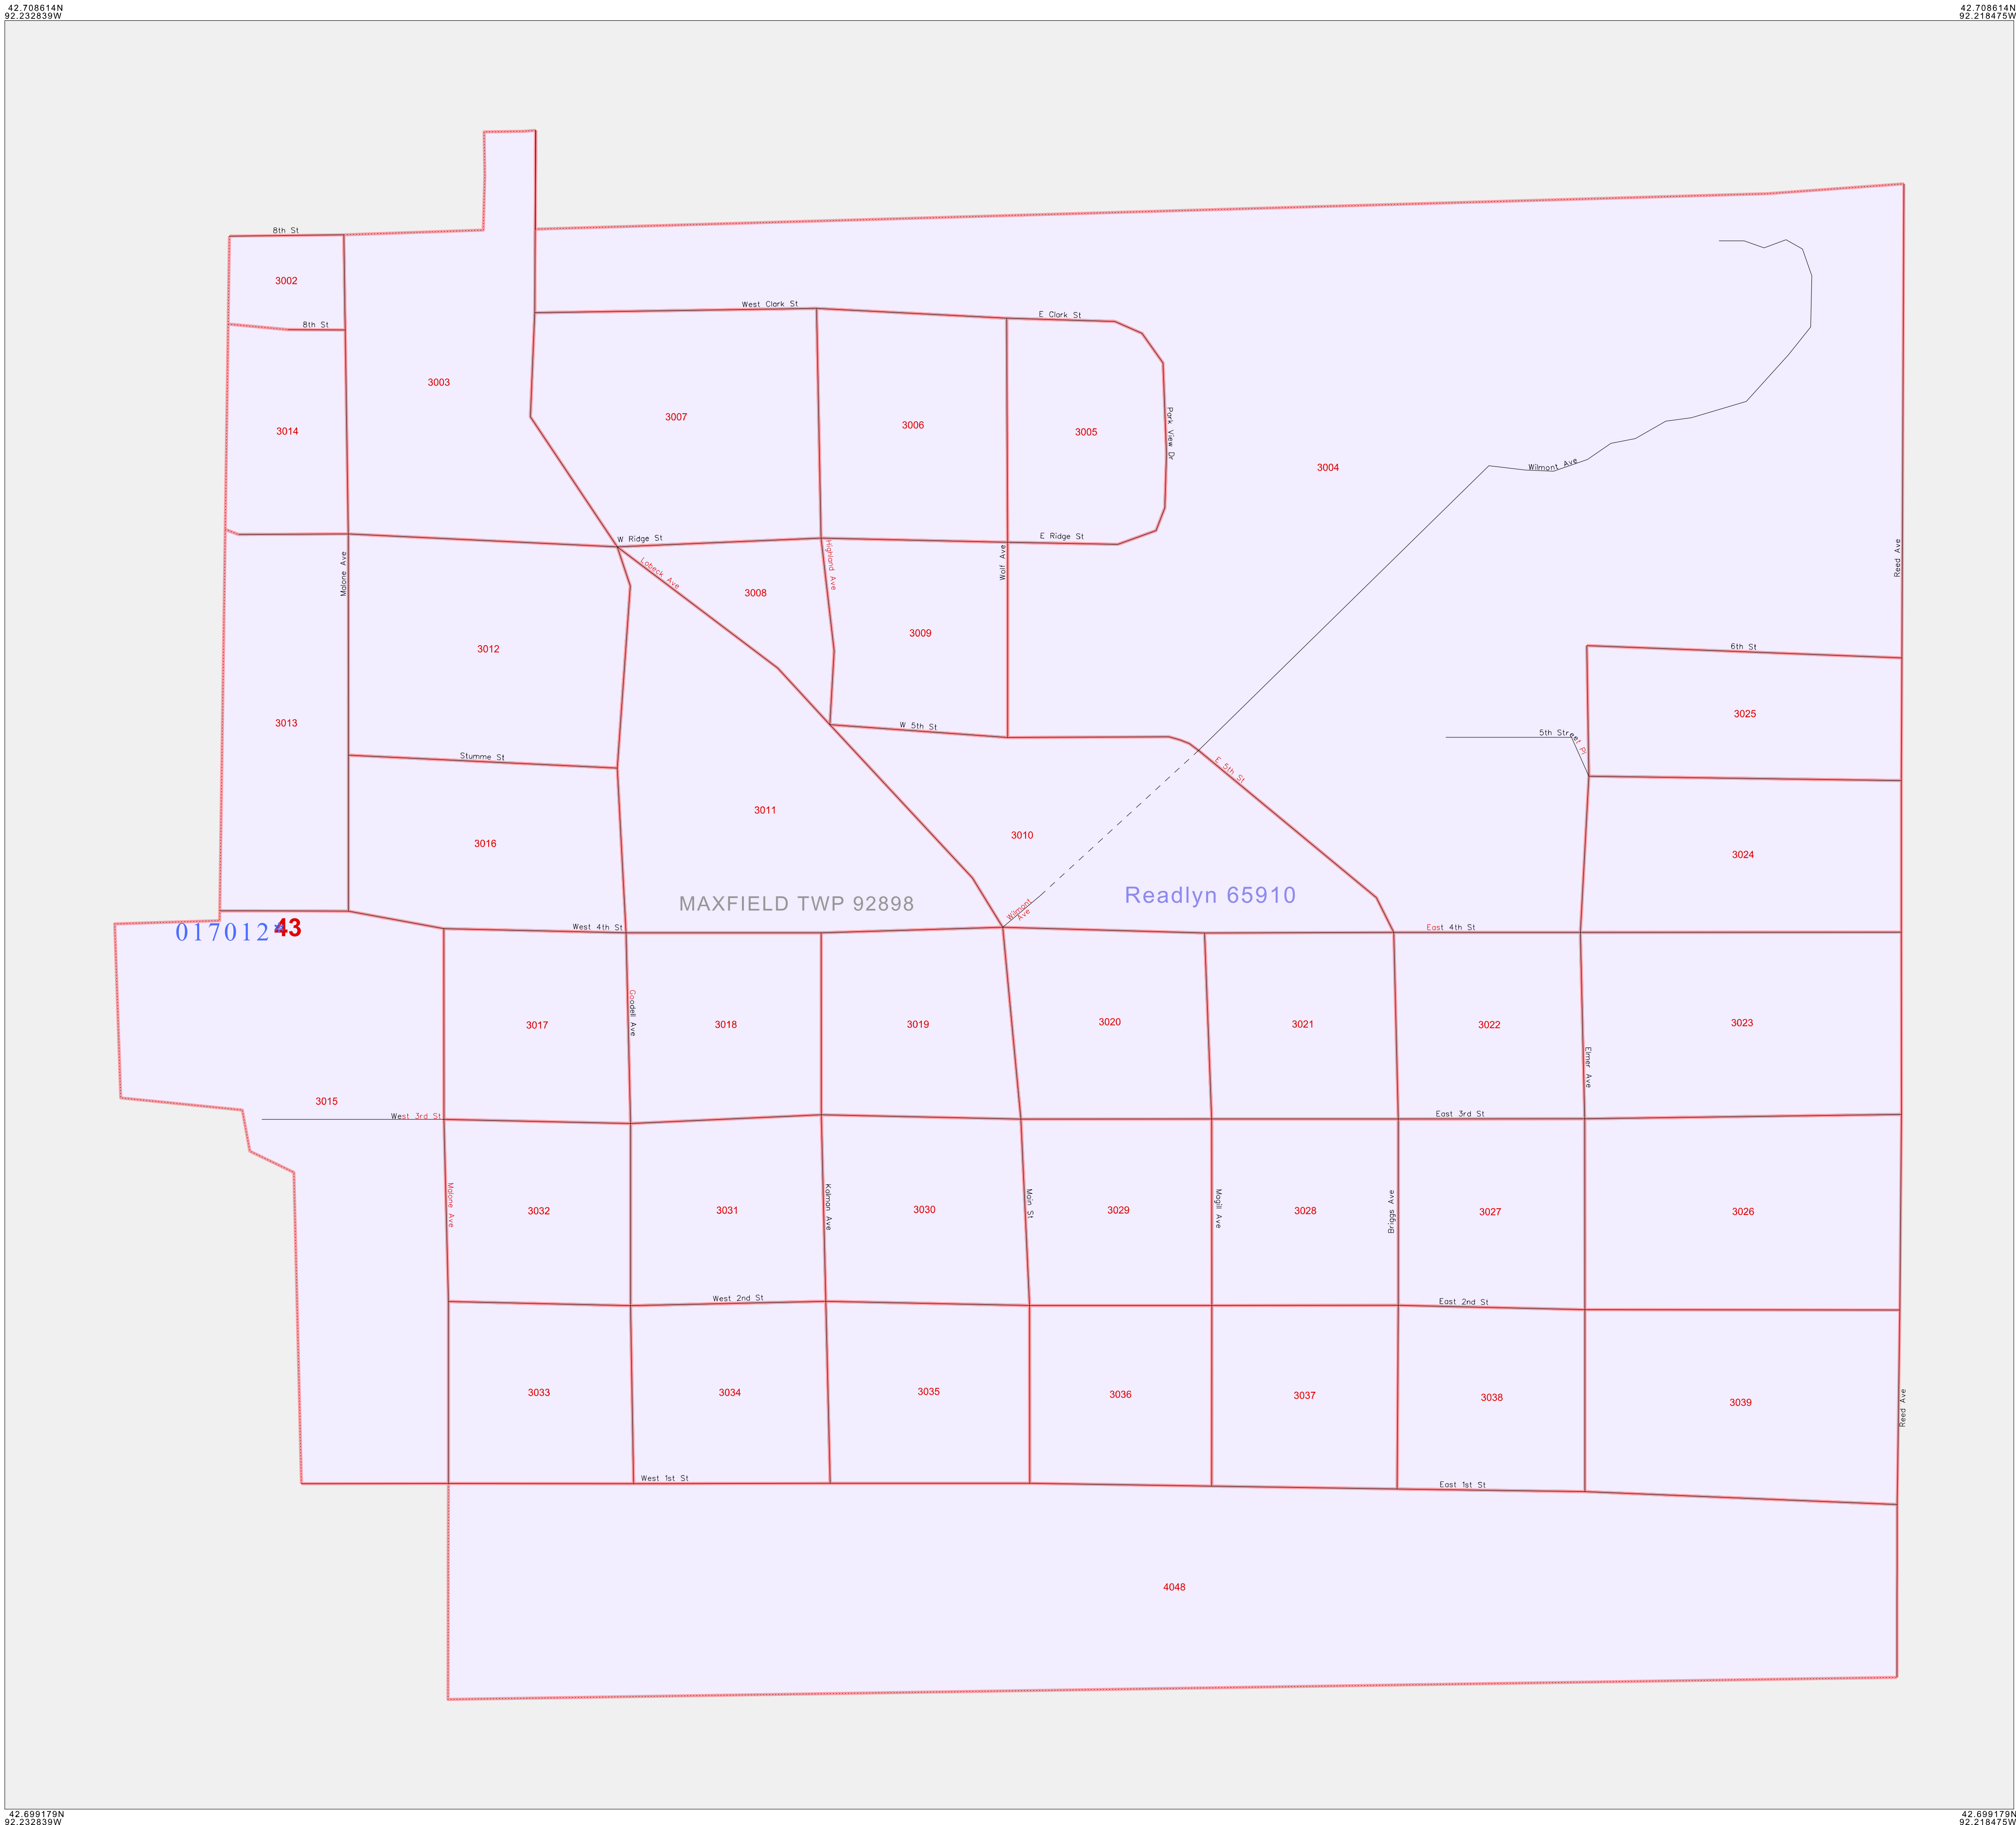 42.708614N
92.232839W
42.708614N
92.218475W
8th St
3002
8th St
West Clark St
E Clark St
3003
3014
3007
3006
3005
Park View Dr
3004
Wilmont Ave
W Ridge St
E Ridge St
Malone Ave
Lobeck Ave
Highland Ave
Wolf Ave
Reed Ave
3008
3009
3012
6th St
3013
3025
Stumme St
W 5th St
5th Street Pl
E 5th St
3011
3010
3016
3024
MAXFIELD TWP 92898
Readlyn 65910
Wilmont Ave
017012*
43
West 4th St
East 4th St
3017
Goodell Ave
3018
3019
3020
3021
3022
3023
Elmer Ave
3015
West 3rd St
East 3rd St
Malone Ave
3032
3031
Kalman Ave
3030
Main St
3029
Magill Ave
3028
Briggs Ave
3027
3026
West 2nd St
East 2nd St
3033
3034
3035
3036
3037
3038
3039
Reed Ave
West 1st St
East 1st St
4048
42.699179N
92.232839W
42.699179N
92.218475W